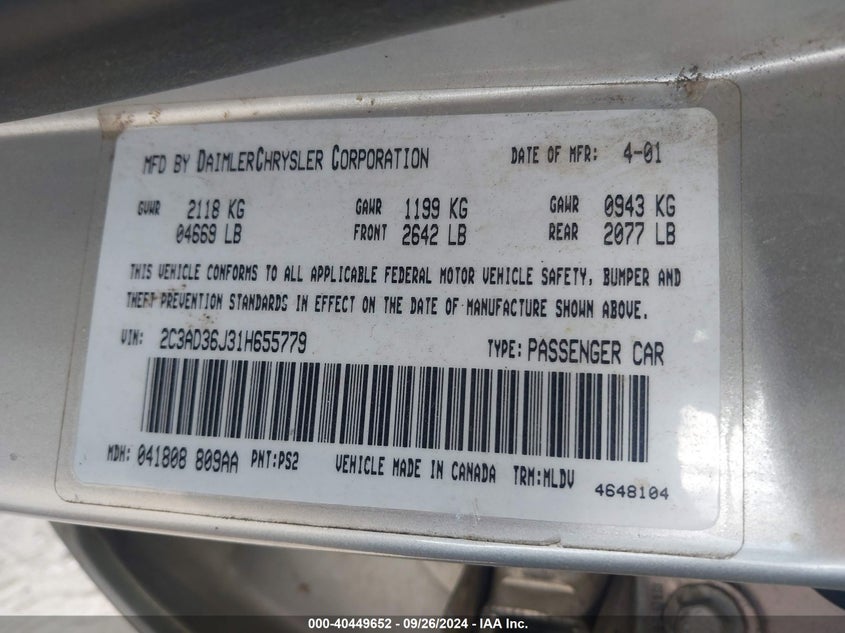 MFD BY DAIMLERCHRYSLER CORPORATION DATE OF MFR: 4-01
GVWR 2118 KG GAWR 1199 KG GAWR 0943 KG
04669 LB FRONT 2642 LB REAR 2077 LB
THIS VEHICLE CONFORMS TO ALL APPLICABLE FEDERAL MOTOR VEHICLE SAFETY, BUMPER AND
THEFT PREVENTION STANDARDS IN EFFECT ON THE DATE OF MANUFACTURE SHOWN ABOVE.
VIN: 2C3AD36J31H655779 TYPE: PASSENGER CAR
MDH: 041808 809AA PNT:PS2 VEHICLE MADE IN CANADA TRM:MLDV 4648104
000-40449652 / 09/26/2024 - IAA Inc.